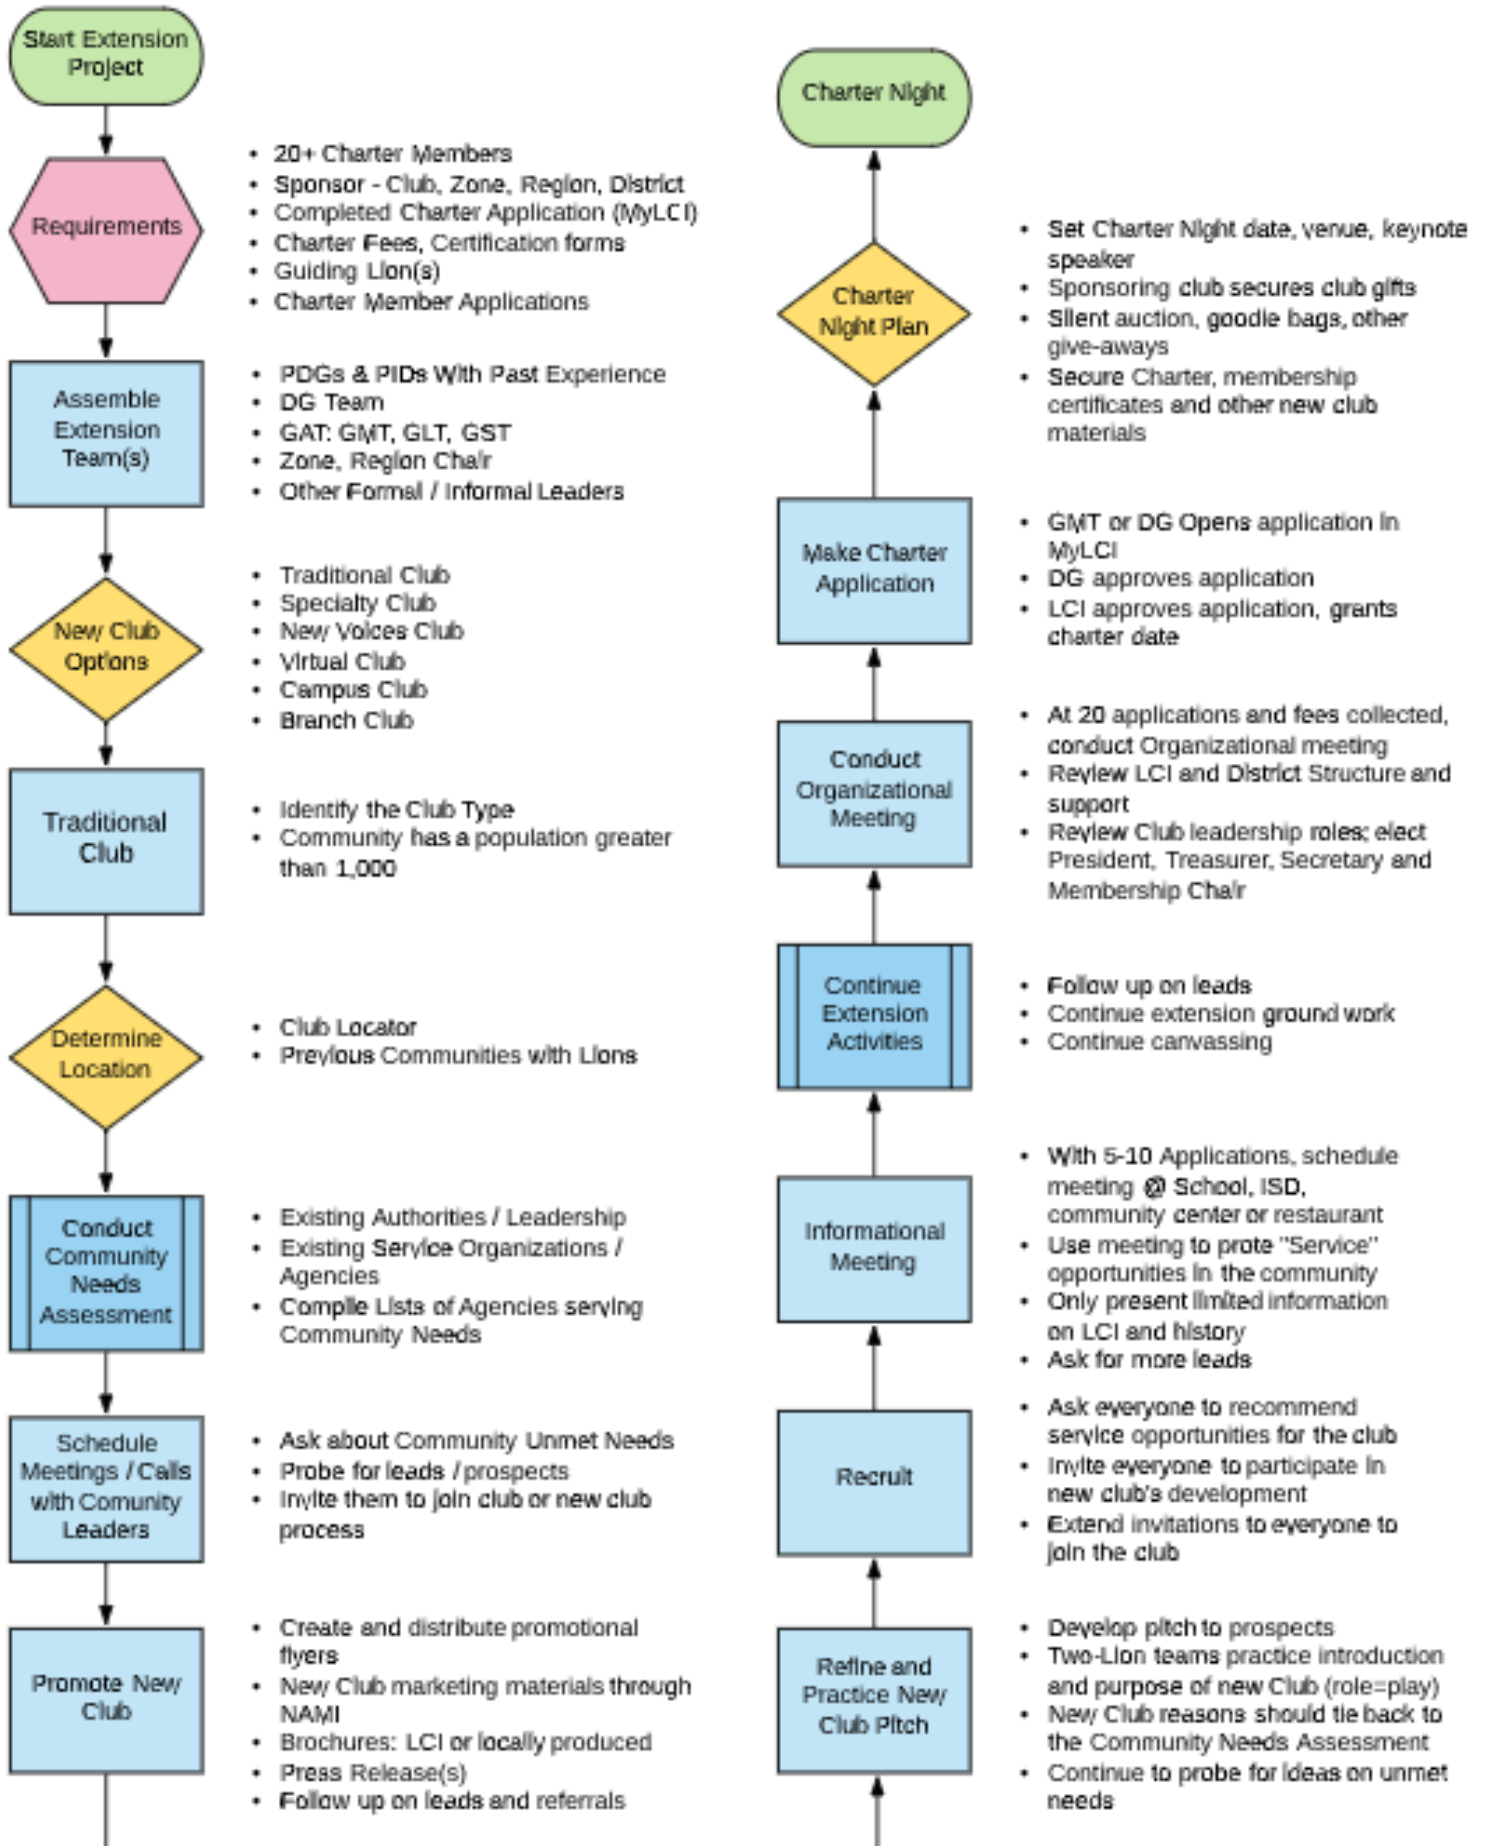 Start Extension
Project
Requirements
• 20+ Charter Members
• Sponsor - Club, Zone, Region, District
• Completed Charter Application (MyLCI)
• Charter Fees, Certification forms
• Guiding Lion(s)
• Charter Member Applications
Assemble
Extension
Team(s)
• PDGs & PIDs With Past Experience
• DG Team
• GAT: GMT, GLT, GST
• Zone, Region Chair
• Other Formal / Informal Leaders
New Club
Options
• Traditional Club
• Specialty Club
• New Voices Club
• Virtual Club
• Campus Club
• Branch Club
Traditional
Club
• Identify the Club Type
• Community has a population greater
than 1,000
Determine
Location
• Club Locator
• Previous Communities with Lions
Conduct
Community
Needs
Assessment
• Existing Authorities / Leadership
• Existing Service Organizations /
Agencies
• Compile Lists of Agencies serving
Community Needs
Schedule
Meetings / Calls
with Comunity
Leaders
• Ask about Community Unmet Needs
• Probe for leads / prospects
• Invite them to join club or new club
process
Promote New
Club
• Create and distribute promotional
flyers
• New Club marketing materials through
NAMI
• Brochures: LCI or locally produced
• Press Release(s)
• Follow up on leads and referrals
Charter Night
Charter
Night Plan
• Set Charter Night date, venue, keynote
speaker
• Sponsoring club secures club gifts
• Silent auction, goodie bags, other
give-aways
• Secure Charter, membership
certificates and other new club
materials
Make Charter
Application
• GMT or DG Opens application in
MyLCI
• DG approves application
• LCI approves application, grants
charter date
Conduct
Organizational
Meeting
• At 20 applications and fees collected,
conduct Organizational meeting
• Review LCI and District Structure and
support
• Review Club leadership roles; elect
President, Treasurer, Secretary and
Membership Chair
Continue
Extension
Activities
• Follow up on leads
• Continue extension ground work
• Continue canvassing
Informational
Meeting
• With 5-10 Applications, schedule
meeting @ School, ISD,
community center or restaurant
• Use meeting to prote "Service"
opportunities in the community
• Only present limited information
on LCI and history
• Ask for more leads
Recruit
• Ask everyone to recommend
service opportunities for the club
• Invite everyone to participate in
new club's development
• Extend invitations to everyone to
join the club
Refine and
Practice New
Club Pitch
• Develop pitch to prospects
• Two-Lion teams practice introduction
and purpose of new Club (role=play)
• New Club reasons should tie back to
the Community Needs Assessment
• Continue to probe for ideas on unmet
needs